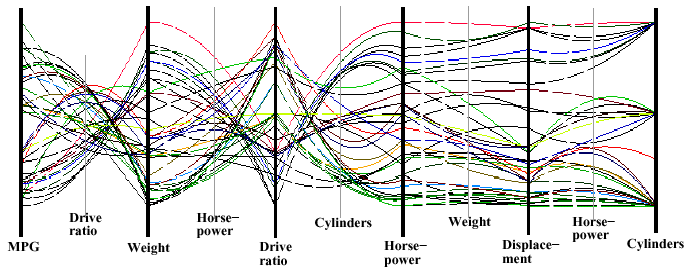 MPG
Drive
ratio
Weight
Horse−
power
Drive
ratio
Cylinders
Horse−
power
Weight
Displace−
ment
Horse−
power
Cylinders